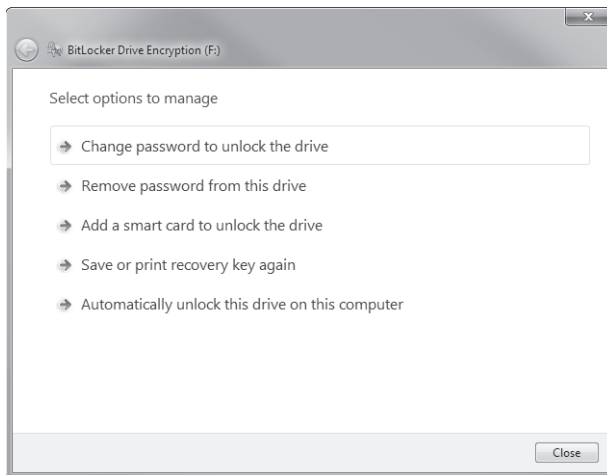 BitLocker Drive Encryption (F:)
Select options to manage
Change password to unlock the drive
Remove password from this drive
Add a smart card to unlock the drive
Save or print recovery key again
Automatically unlock this drive on this computer
Close